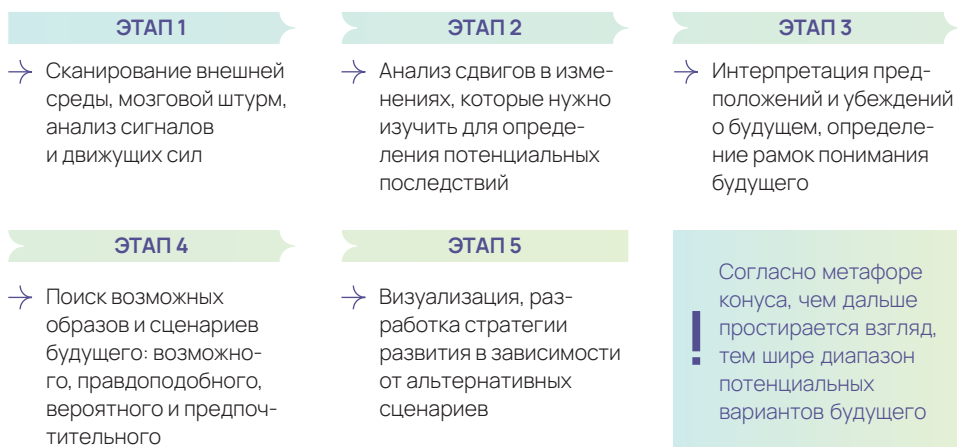 ЭТАП 1
Сканирование внешней
среды, мозговой штурм,
анализ сигналов
и движущих сил
ЭТАП 2
Анализ сдвигов в изме-
нениях, которые нужно
изучить для опреде-
ления потенциальных
последствий
ЭТАП 3
Интерпретация пред-
положений и убеждений
о будущем, определе-
ние рамок понимания
будущего
ЭТАП 4
Поиск возможных
образов и сценариев
будущего: возможно-
го, правдоподобного,
вероятного и предпоч-
тительного
ЭТАП 5
Визуализация, раз-
работка стратегии
развития в зависимости
от альтернативных
сценариев
!
Согласно метафоре
конуса, чем дальше
простирается взгляд,
тем шире диапазон
потенциальных
вариантов будущего